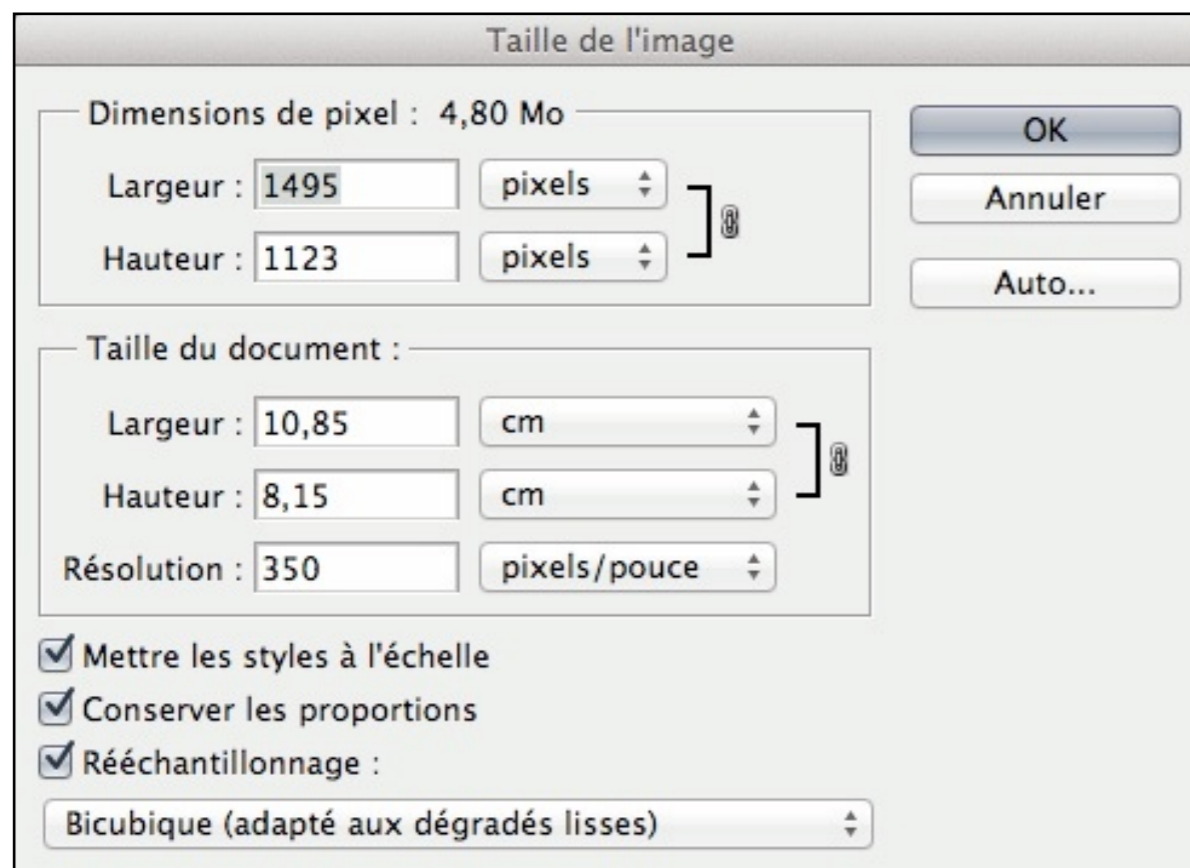 Taille de l'image
Dimensions de pixel : 4,80 Mo
Largeur : 1495 pixels
Hauteur : 1123 pixels
OK
Annuler
Auto...
Taille du document :
Largeur : 10,85 cm
Hauteur : 8,15 cm
Résolution : 350 pixels/pouce
Mettre les styles à l'échelle
Conserver les proportions
Rééchantillonnage :
Bicubique (adapté aux dégradés lisses)